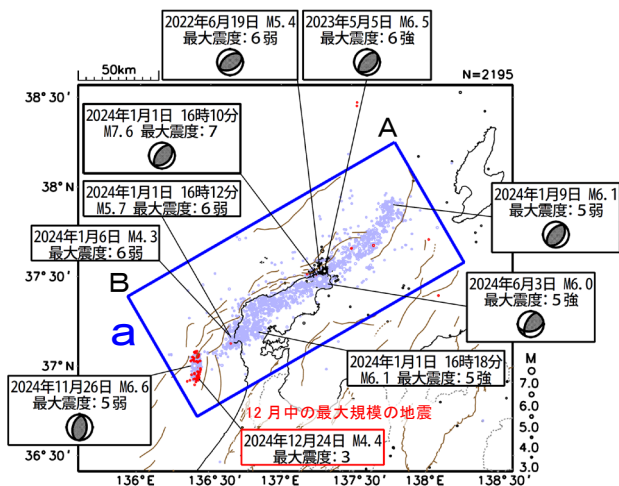 2022年6月19日 M5.4
最大震度：6弱
2023年5月5日 M6.5
最大震度：6強
50km
N=2195
38°30′
2024年1月1日 16時10分
M7.6 最大震度：7
A
38°N
2024年1月1日 16時12分
M5.7 最大震度：6弱
2024年1月9日 M6.1
最大震度：5弱
2024年1月6日 M4.3
最大震度：6弱
37°30′
B
a
2024年6月3日 M6.0
最大震度：5強
37°N
2024年1月1日 16時18分
M6.1 最大震度：5強
M
7.0
6.0
5.0
4.0
3.0
2024年11月26日 M6.6
最大震度：5弱
12月中の最大規模の地震
2024年12月24日 M4.4
最大震度：3
36°30′
136°E
136°30′
137°E
137°30′
138°E
138°30′